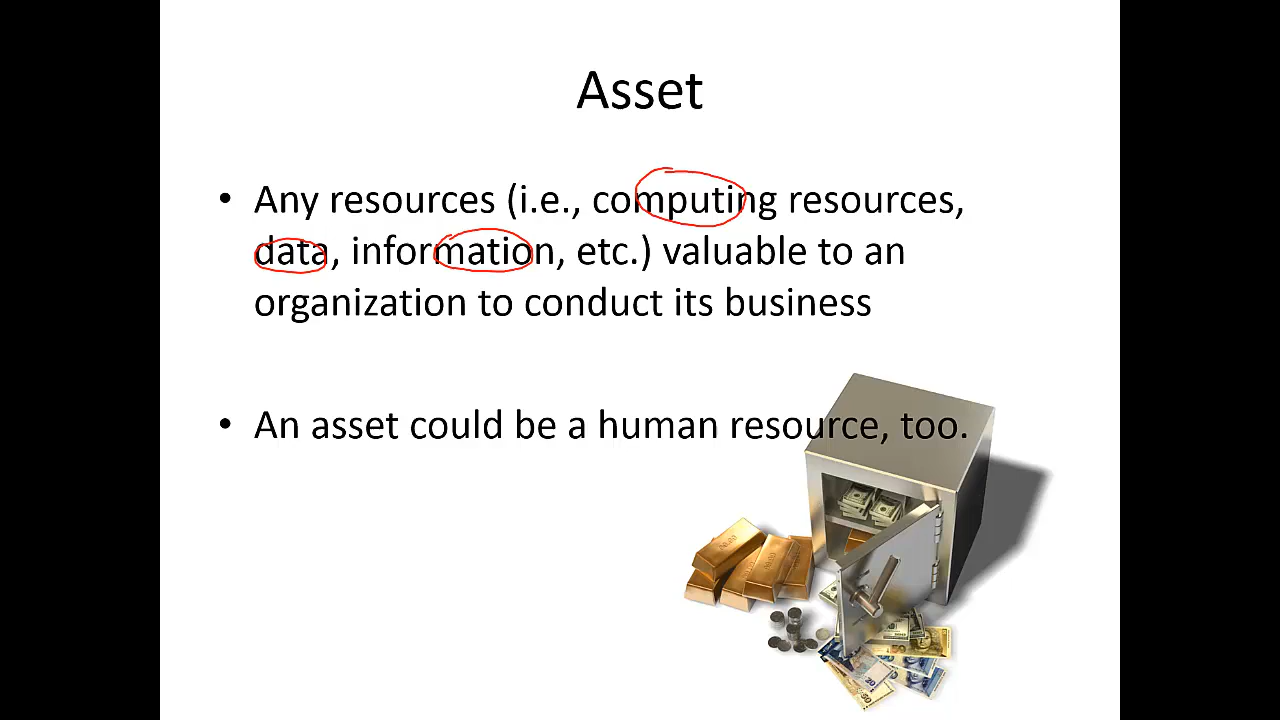 Asset
• Any resources (i.e., computing resources,
data, information, etc.) valuable to an
organization to conduct its business
• An asset could be a human resource, too.